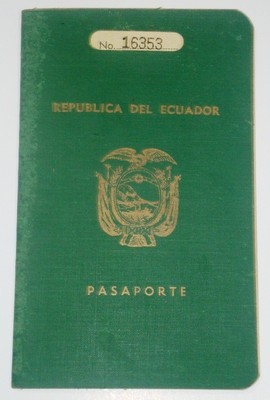 No. 16353
REPUBLICA DEL ECUADOR
PASAPORTE